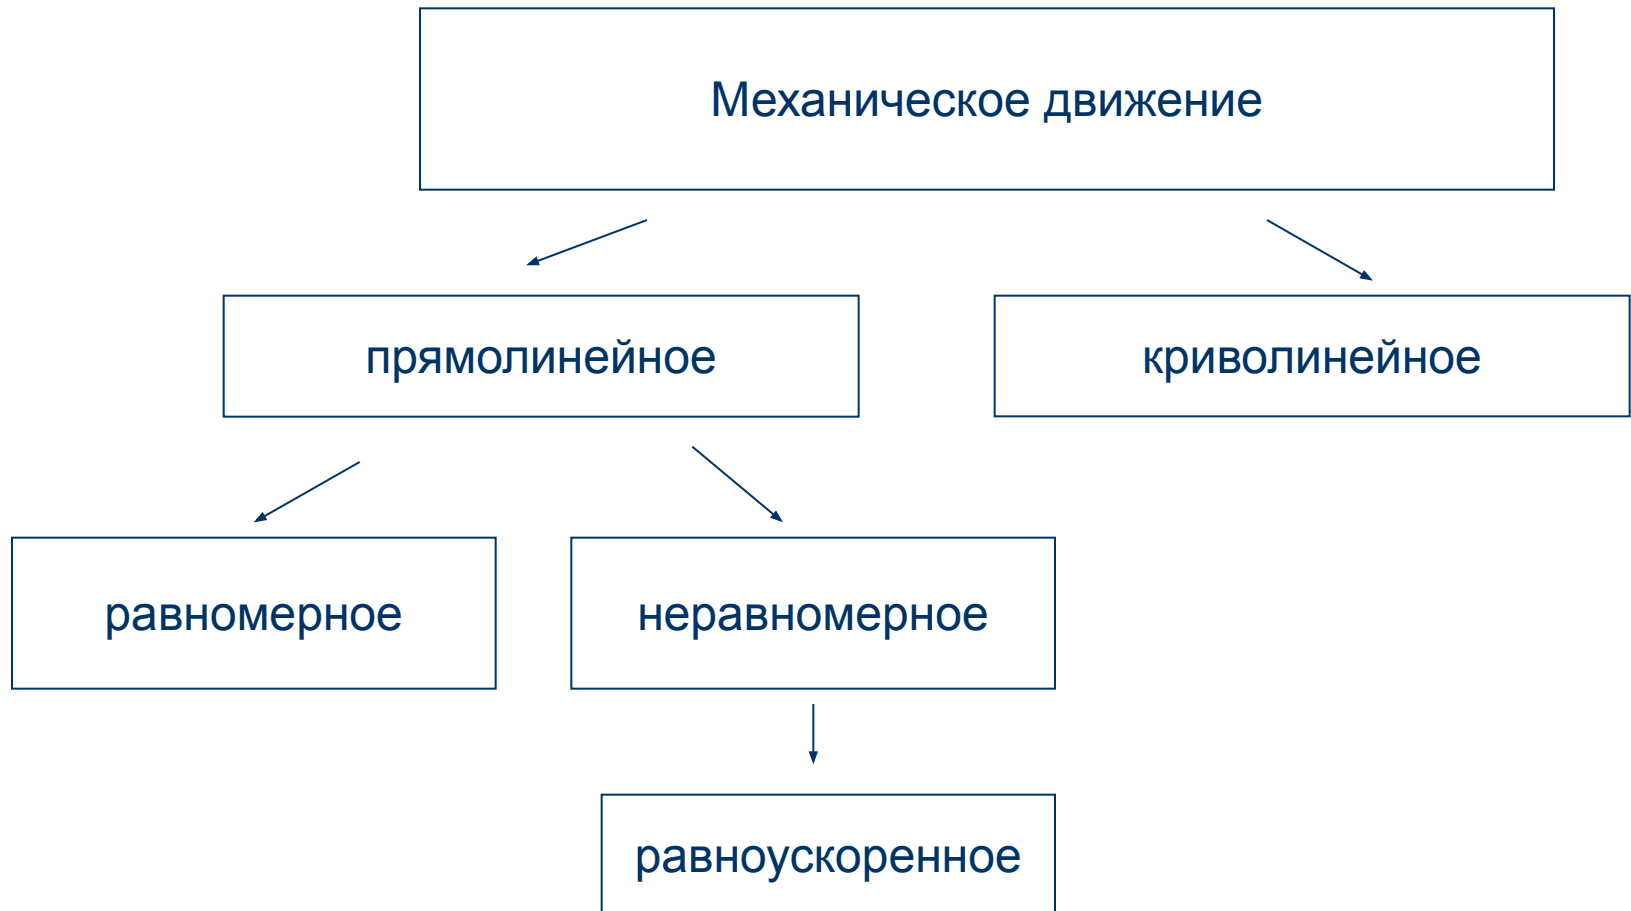 Механическое движение
прямолинейное
криволинейное
равномерное
неравномерное
равноускоренное